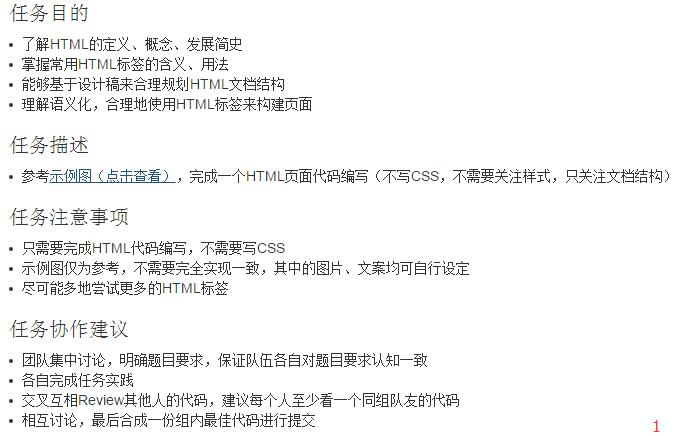 任务目的
了解HTML的定义、概念、发展简史
掌握常用HTML标签的含义、用法
能够基于设计稿来合理规划HTML文档结构
理解语义化，合理地使用HTML标签来构建页面
任务描述
参考示例图（点击查看），完成一个HTML页面代码编写（不写CSS，不需要关注样式，只关注文档结构）
任务注意事项
只需要完成HTML代码编写，不需要写CSS
示例图仅为参考，不需要完全实现一致，其中的图片、文案均可自行设定
尽可能多地尝试更多的HTML标签
任务协作建议
团队集中讨论，明确题目要求，保证队伍各自对题目要求认知一致
各自完成任务实践
交叉互相Review其他人的代码，建议每个人至少看一个同组队友的代码
相互讨论，最后合成一份组内最佳代码进行提交
1